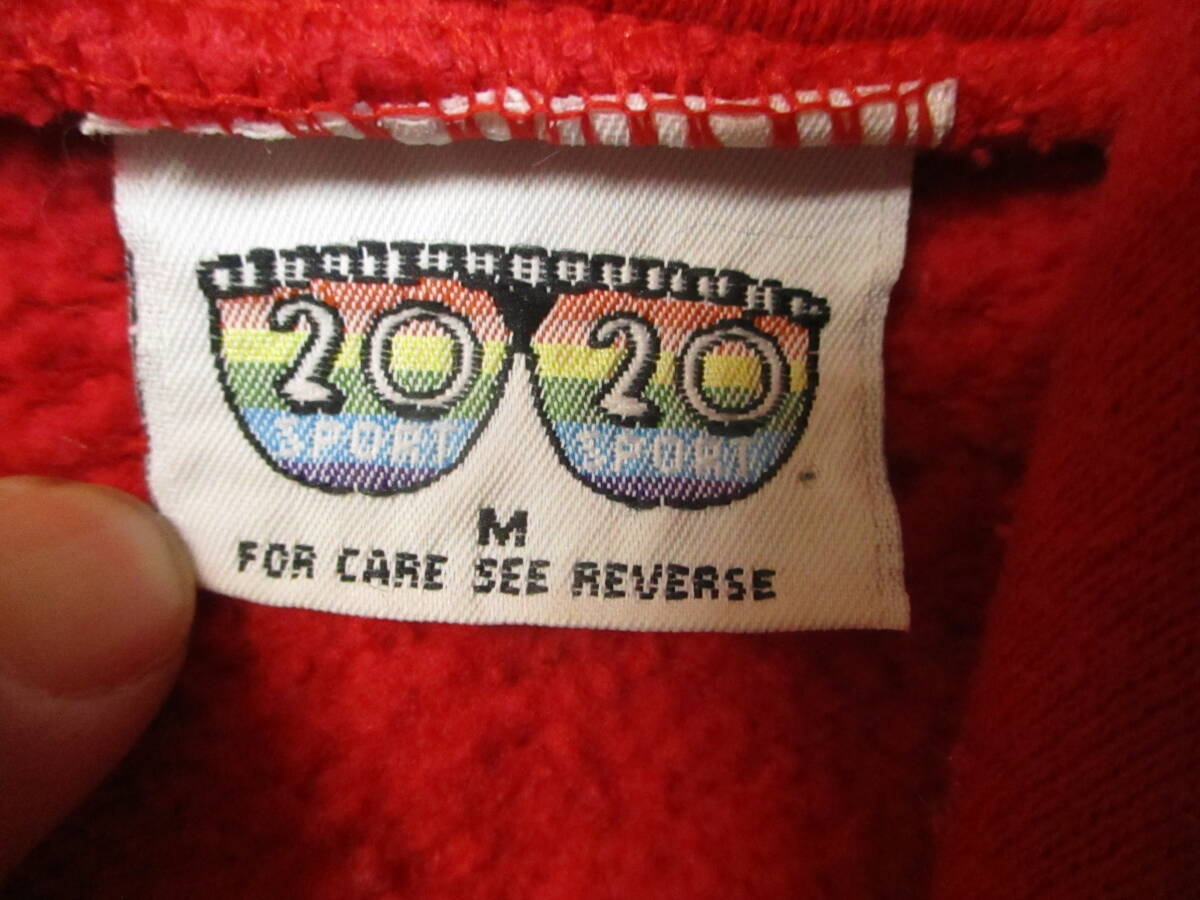 20 20
SPORT SPORT
M
FOR CARE SEE REVERSE